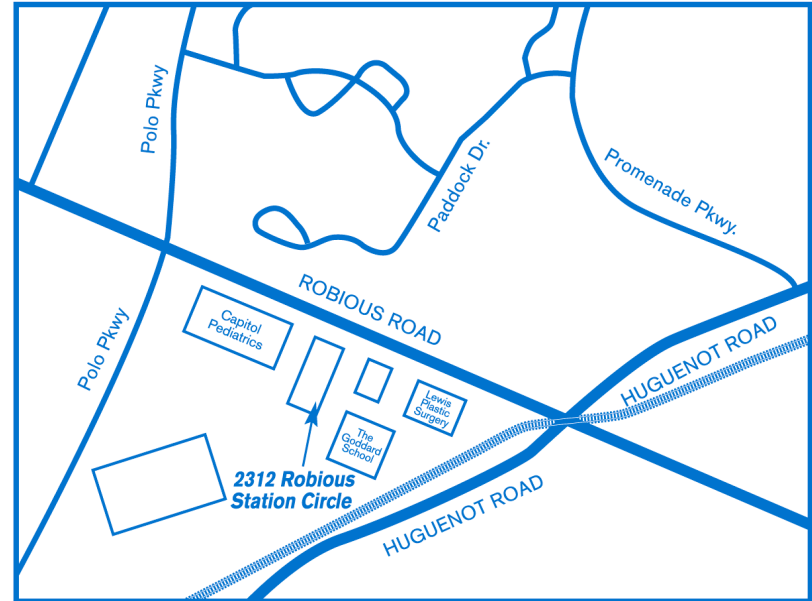 Polo Pkwy
Paddock Dr.
Promenade Pkwy.
ROBIOUS ROAD
Capitol
Pediatrics
Polo Pkwy
HUGUENOT ROAD
Lewis
Plastic
Surgery
The
Goddard
School
2312 Robious
Station Circle
HUGUENOT ROAD